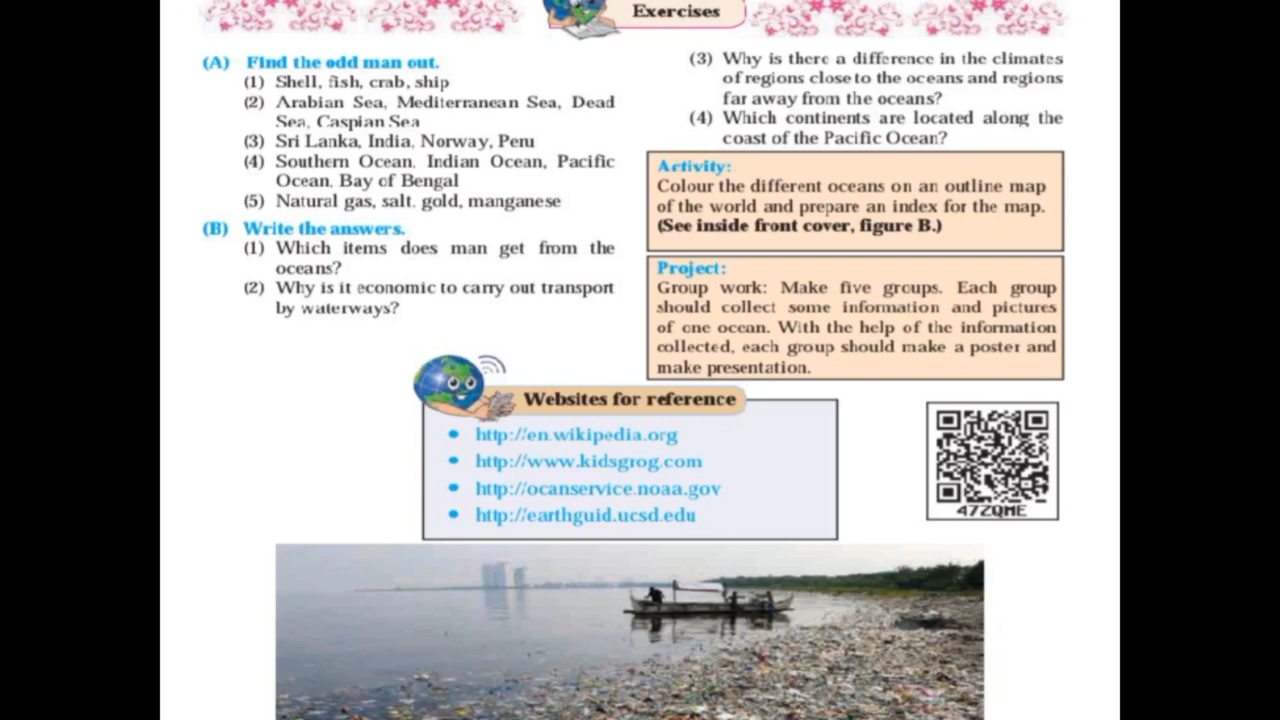 Exercises
(A) Find the odd man out.
(1) Shell, fish, crab, ship
(2) Arabian Sea, Mediterranean Sea, Dead
Sea, Caspian Sea
(3) Sri Lanka, India, Norway, Peru
(4) Southern Ocean, Indian Ocean, Pacific
Ocean, Bay of Bengal
(5) Natural gas, salt, gold, manganese
(B) Write the answers.
(1) Which items does man get from the
oceans?
(2) Why is it economic to carry out transport
by waterways?
(3) Why is there a difference in the climates
of regions close to the oceans and regions
far away from the oceans?
(4) Which continents are located along the
coast of the Pacific Ocean?
Activity:
Colour the different oceans on an outline map
of the world and prepare an index for the map.
(See inside front cover, figure B.)
Project:
Group work: Make five groups. Each group
should collect some information and pictures
of one ocean. With the help of the information
collected, each group should make a poster and
make presentation.
Websites for reference
• http://en.wikipedia.org
• http://www.kidsgrog.com
• http://ocanservice.noaa.gov
• http://earthguid.ucsd.edu
47ZQME